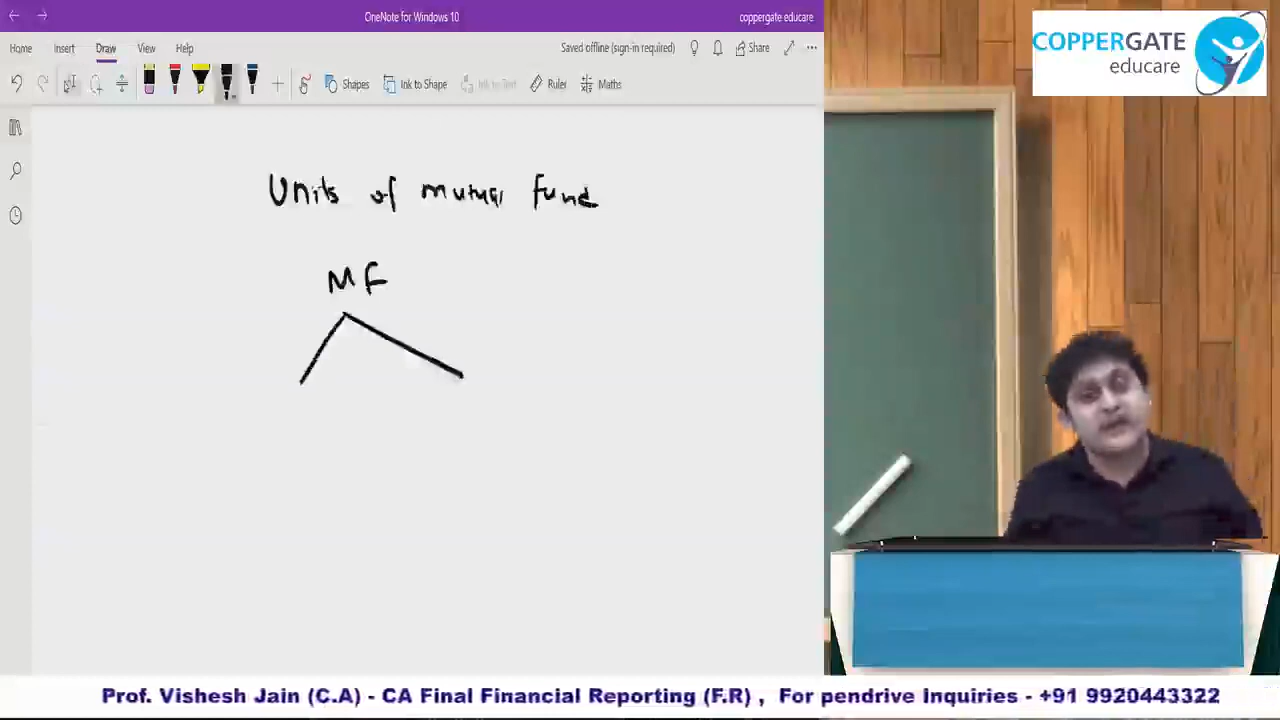 OneNote for Windows 10
coppergate educare
Home Insert Draw View Help
Saved offline (sign-in required)
Share
Shapes
Ink to Shape
Ink to Text
Ruler
Maths
COPPERGATE
educare
Units of mutual fund
MF
Prof. Vishesh Jain (C.A) - CA Final Financial Reporting (F.R) , For pendrive Inquiries - +91 9920443322